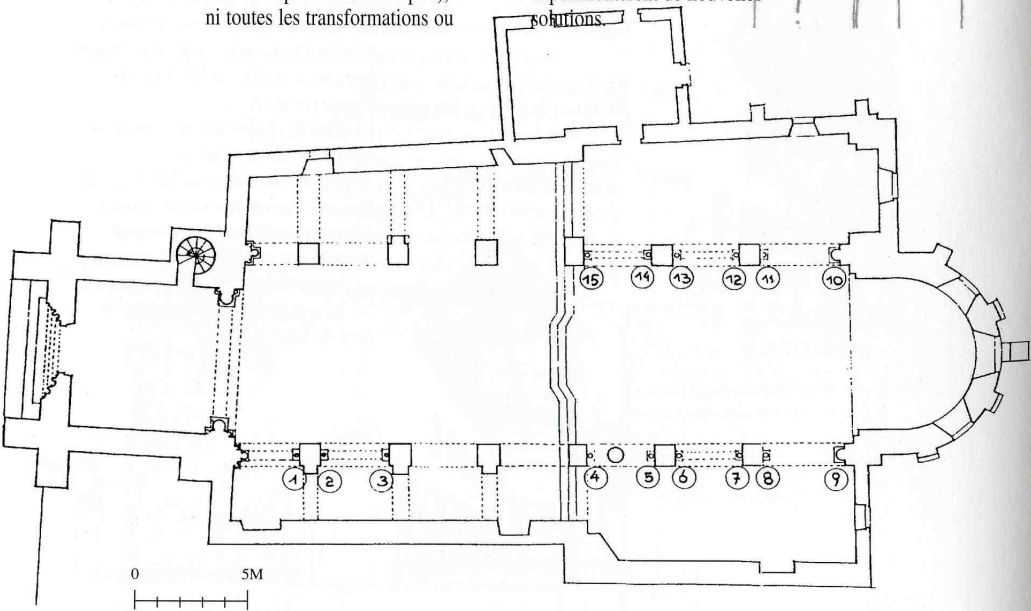 ni toutes les transformations ou
solutions.
15 14 13 12 11 10
1 2 3 4 5 6 7 8 9
0 5M